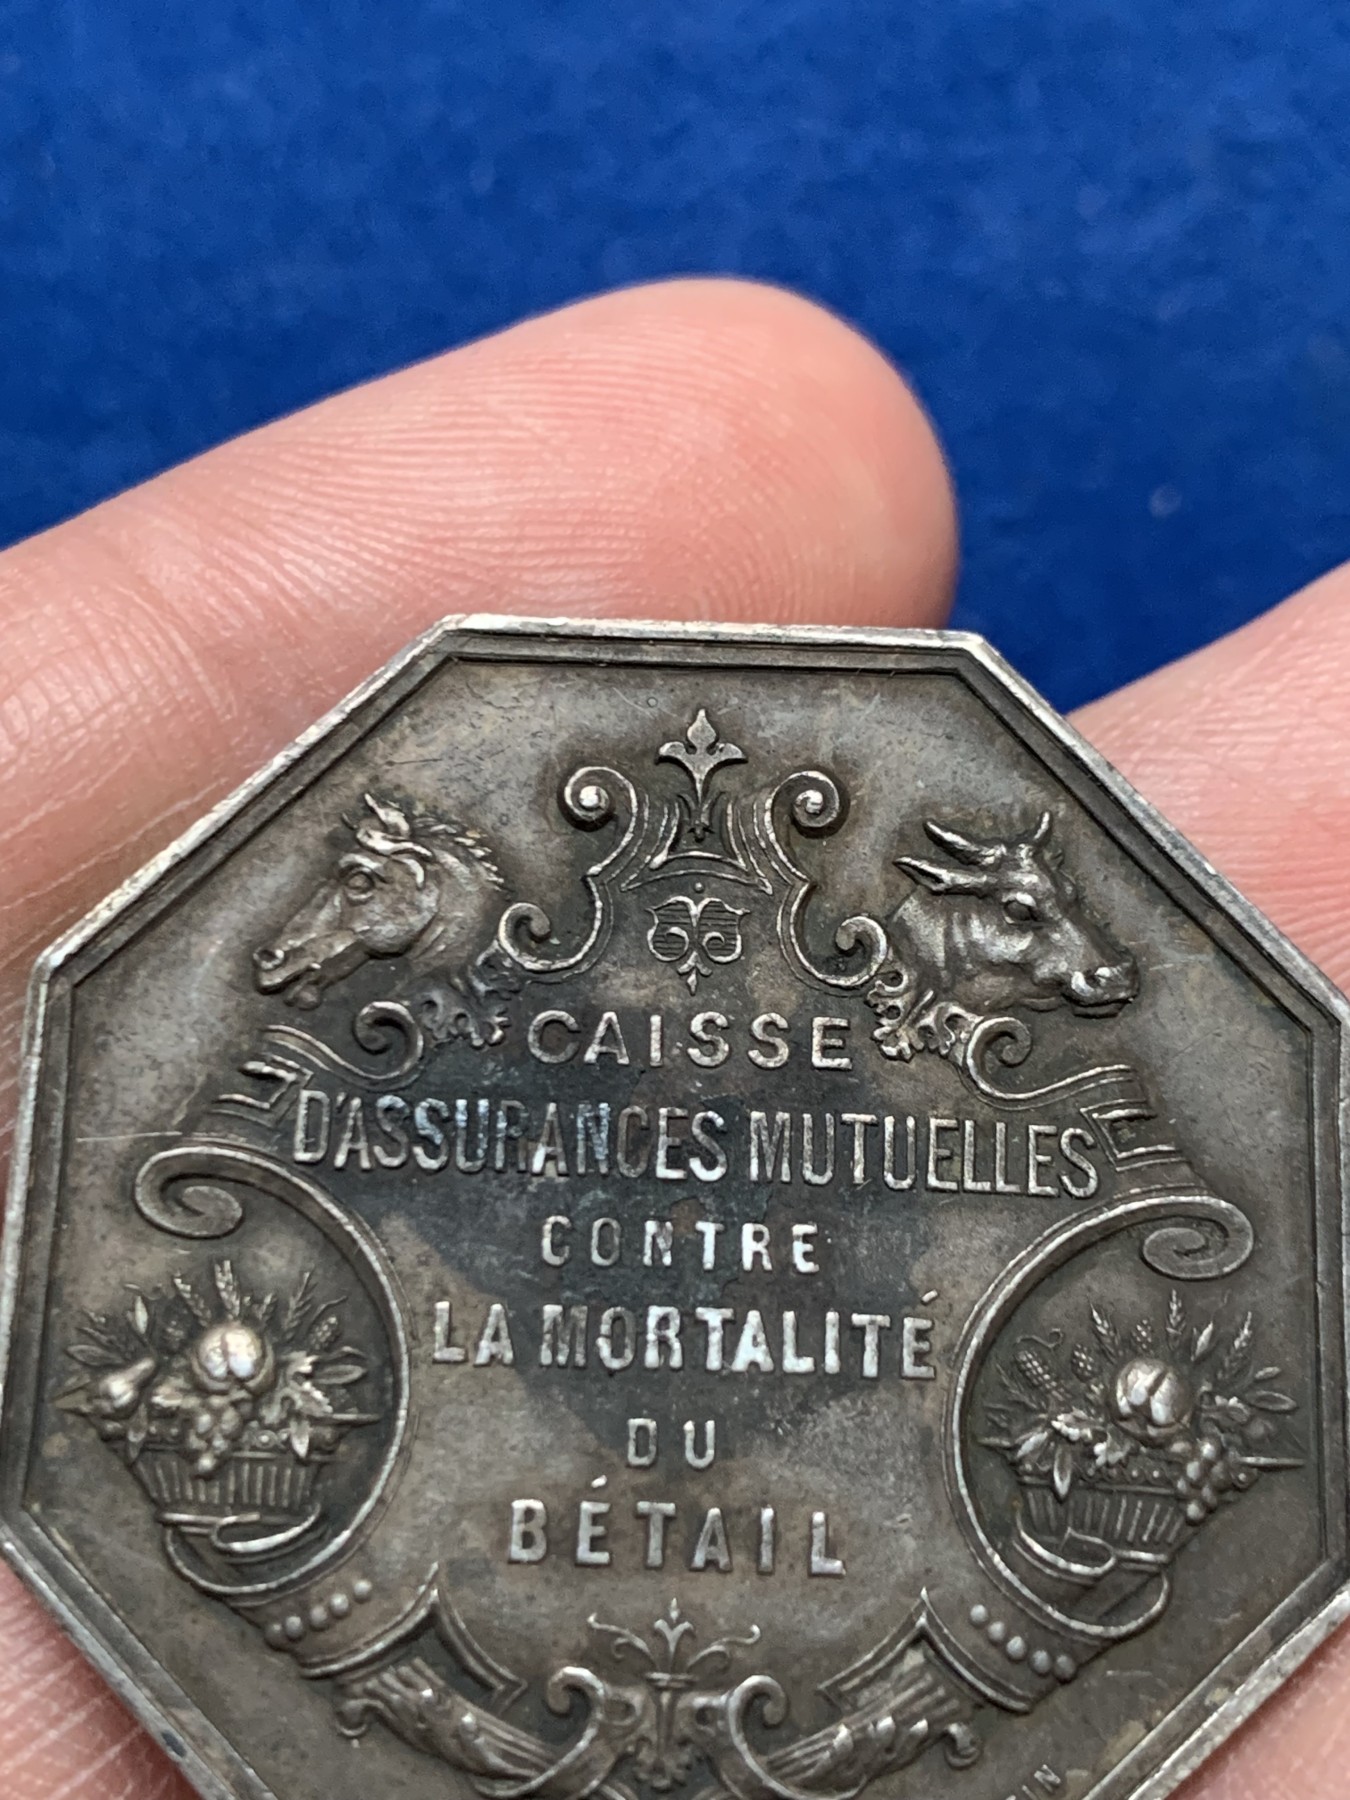 CAISSE
D'ASSURANCES MUTUELLES
CONTRE
LA MORTALITÉ
DU
BÉTAIL